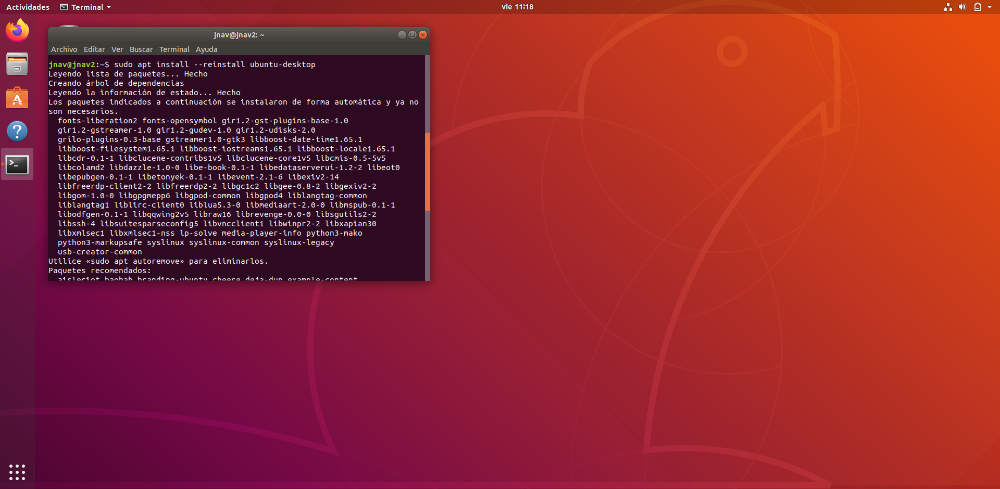 Actividades Terminal vie 11:18
jnav@jnav2: ~
Archivo Editar Ver Buscar Terminal Ayuda
jnav@jnav2:~$ sudo apt install --reinstall ubuntu-desktop
Leyendo lista de paquetes... Hecho
Creando árbol de dependencias
Leyendo la información de estado... Hecho
Los paquetes indicados a continuación se instalaron de forma automática y ya no
son necesarios.
fonts-liberation2 fonts-opensymbol gir1.2-gst-plugins-base-1.0
gir1.2-gstreamer-1.0 gir1.2-gudev-1.0 gir1.2-udisks-2.0
grilo-plugins-0.3-base gstreamer1.0-gtk3 libboost-date-time1.65.1
libboost-filesystem1.65.1 libboost-iostreams1.65.1 libboost-locale1.65.1
libcdr-0.1-1 libclucene-contribs1v5 libclucene-core1v5 libcmis-0.5-5v5
libcolamd2 libdazzle-1.0-0 libe-book-0.1-1 libedataserverui-1.2-2 libeot0
libepubgen-0.1-1 libetonyek-0.1-1 libevent-2.1-6 libexiv2-14
libfreerdp-client2-2 libfreerdp2-2 libgc1c2 libgee-0.8-2 libgexiv2-2
libgom-1.0-0 libgpgmepp6 libgpod-common libgpod4 liblangtag-common
liblangtag1 liblirc-client0 liblua5.3-0 libmediaart-2.0-0 libmspub-0.1-1
libodfgen-0.1-1 libqqwing2v5 libraw16 librevenge-0.0-0 libsgutils2-2
libssh-4 libsuitesparseconfig5 libvncclient1 libwinpr2-2 libxapian30
libxmlsec1 libxmlsec1-nss lp-solve media-player-info python3-mako
python3-markupsafe syslinux syslinux-common syslinux-legacy
usb-creator-common
Utilice «sudo apt autoremove» para eliminarlos.
Paquetes recomendados:
aisleriot baobab branding-ubuntu cheese deja-dup example-content